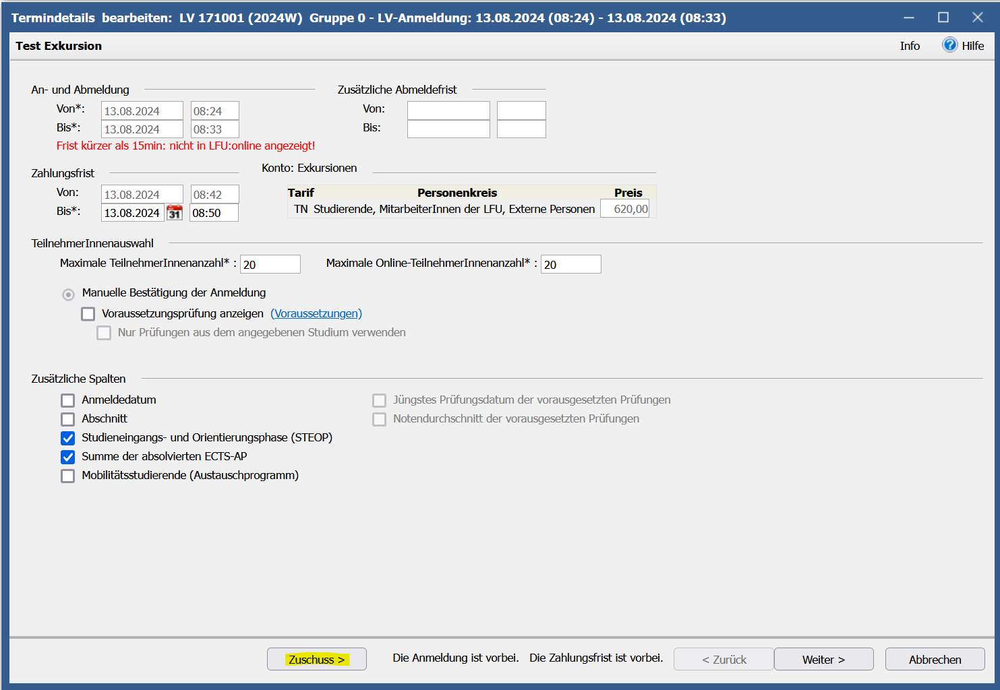 Termindetails bearbeiten: LV 171001 (2024W) Gruppe 0 - LV-Anmeldung: 13.08.2024 (08:24) - 13.08.2024 (08:33)
Test Exkursion Info Hilfe
An- und Abmeldung Zusätzliche Abmeldefrist
Von*: 13.08.2024 08:24 Von:
Bis*: 13.08.2024 08:33 Bis:
Frist kürzer als 15min: nicht in LFU:online angezeigt!
Zahlungsfrist Konto: Exkursionen
Von: 13.08.2024 08:42
Bis*: 13.08.2024 31 08:50
Tarif Personenkreis Preis
TN Studierende, MitarbeiterInnen der LFU, Externe Personen 620,00
TeilnehmerInnenauswahl
Maximale TeilnehmerInnenanzahl* : 20 Maximale Online-TeilnehmerInnenanzahl* : 20
Manuelle Bestätigung der Anmeldung
Voraussetzungsprüfung anzeigen (Voraussetzungen)
Nur Prüfungen aus dem angegebenen Studium verwenden
Zusätzliche Spalten
Anmeldedatum Jüngstes Prüfungsdatum der vorausgesetzten Prüfungen
Abschnitt Notendurchschnitt der vorausgesetzten Prüfungen
Studieneingangs- und Orientierungsphase (STEOP)
Summe der absolvierten ECTS-AP
Mobilitätsstudierende (Austauschprogramm)
Zuschuss > Die Anmeldung ist vorbei. Die Zahlungsfrist ist vorbei. < Zurück Weiter > Abbrechen